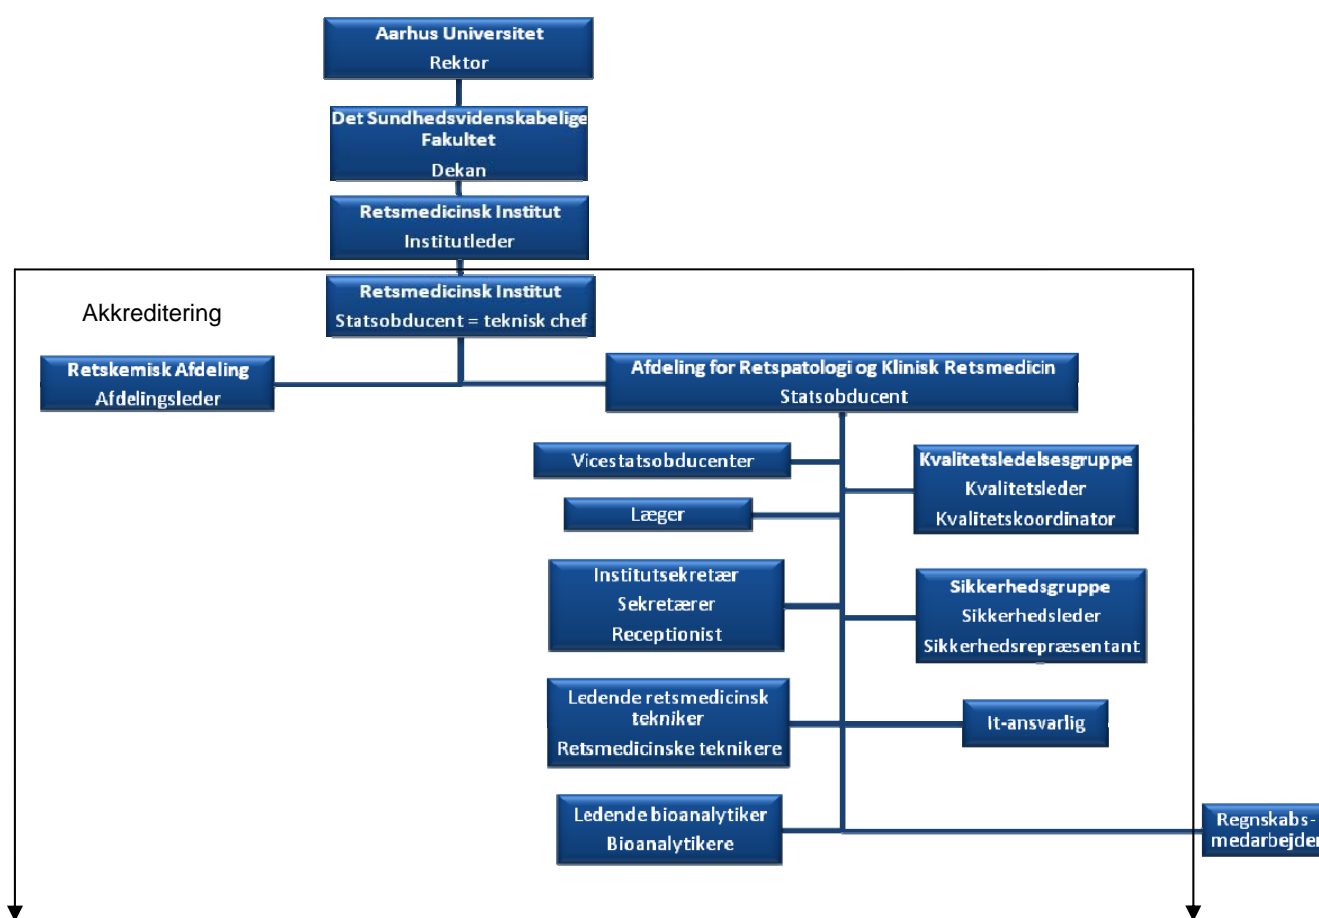 Aarhus Universitet
Rektor
Det Sundhedsvidenskabelige
Fakultet
Dekan
Retsmedicinsk Institut
Institutleder
Retsmedicinsk Institut
Statsobducent = teknisk chef
Akkreditering
Retskemisk Afdeling
Afdelingsleder
Afdeling for Retspatologi og Klinisk Retsmedicin
Statsobducent
Vicestatsobducenter
Kvalitetsledelsesgruppe
Kvalitetsleder
Kvalitetskoordinator
Læger
Institutsekretær
Sekretærer
Receptionist
Sikkerhedsgruppe
Sikkerhedsleder
Sikkerhedsrepræsentant
Ledende retsmedicinsk
tekniker
Retsmedicinske teknikere
It-ansvarlig
Ledende bioanalytiker
Bioanalytikere
Regnskabs-
medarbejder